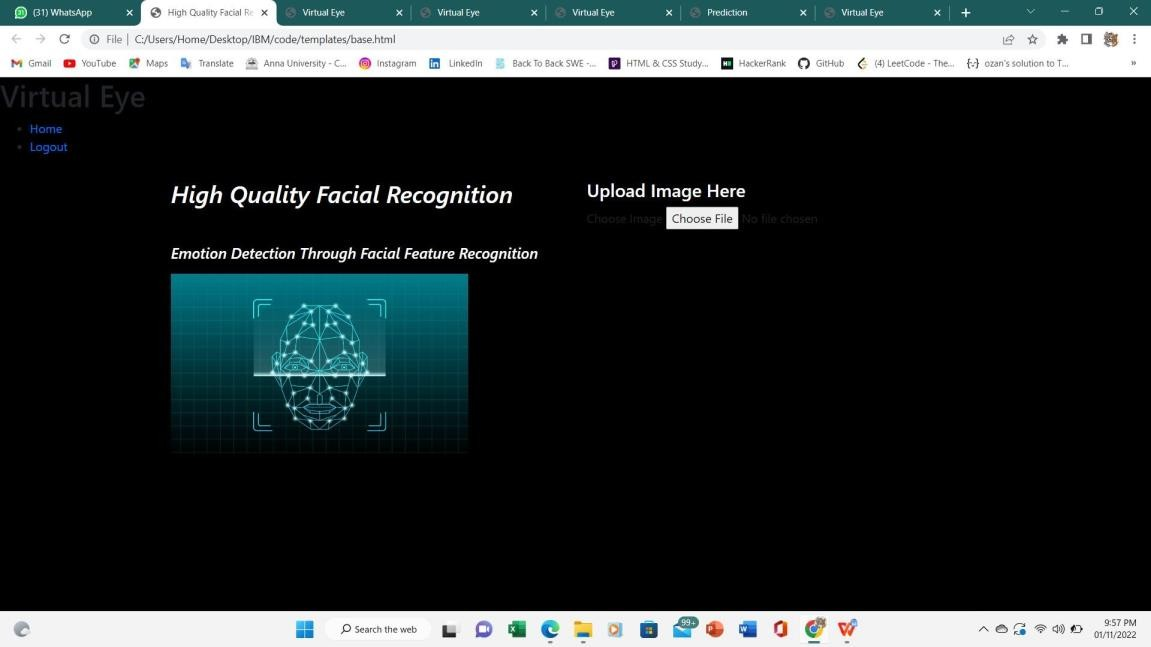 (31) WhatsApp
High Quality Facial Re
Virtual Eye
Virtual Eye
Virtual Eye
Prediction
Virtual Eye
File | C:/Users/Home/Desktop/IBM/code/templates/base.html
Gmail
YouTube
Maps
Translate
Anna University - C...
Instagram
LinkedIn
Back To Back SWE -...
HTML & CSS Study...
HackerRank
GitHub
(4) LeetCode - The...
ozan's solution to T...
»
Virtual Eye
Home
Logout
High Quality Facial Recognition
Upload Image Here
Choose Image Choose File No file chosen
Emotion Detection Through Facial Feature Recognition
Search the web
99+
9:57 PM
01/11/2022